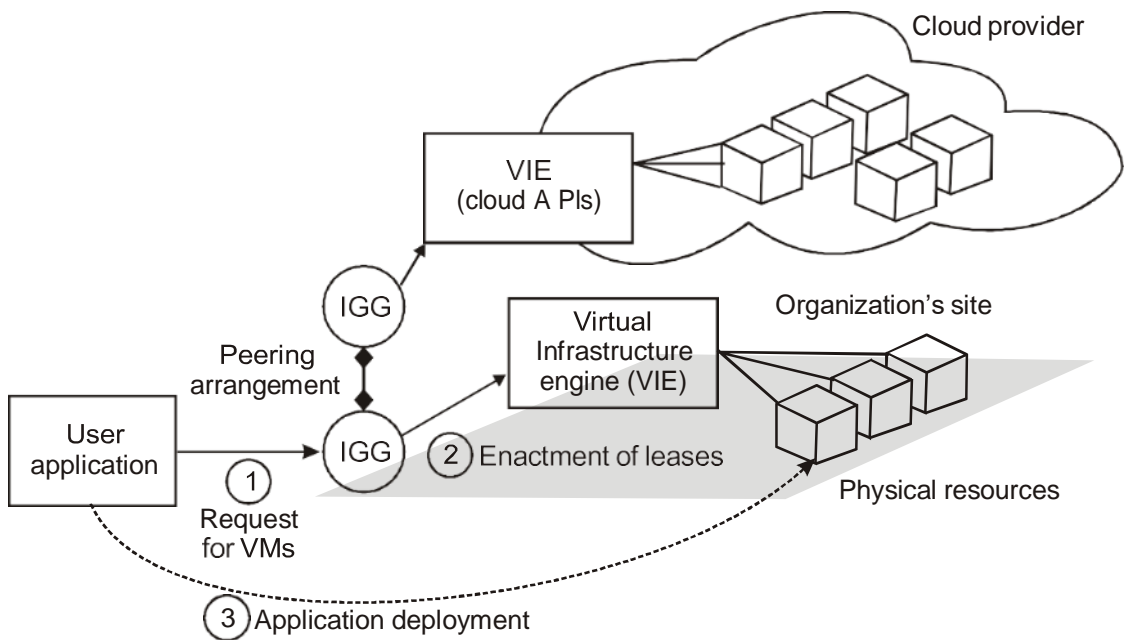 Cloud provider
VIE
(cloud A PIs)
IGG
Organization's site
Virtual
Infrastructure
engine (VIE)
Peering
arrangement
User
application
IGG
2 Enactment of leases
1
Request
for VMs
Physical resources
3 Application deployment